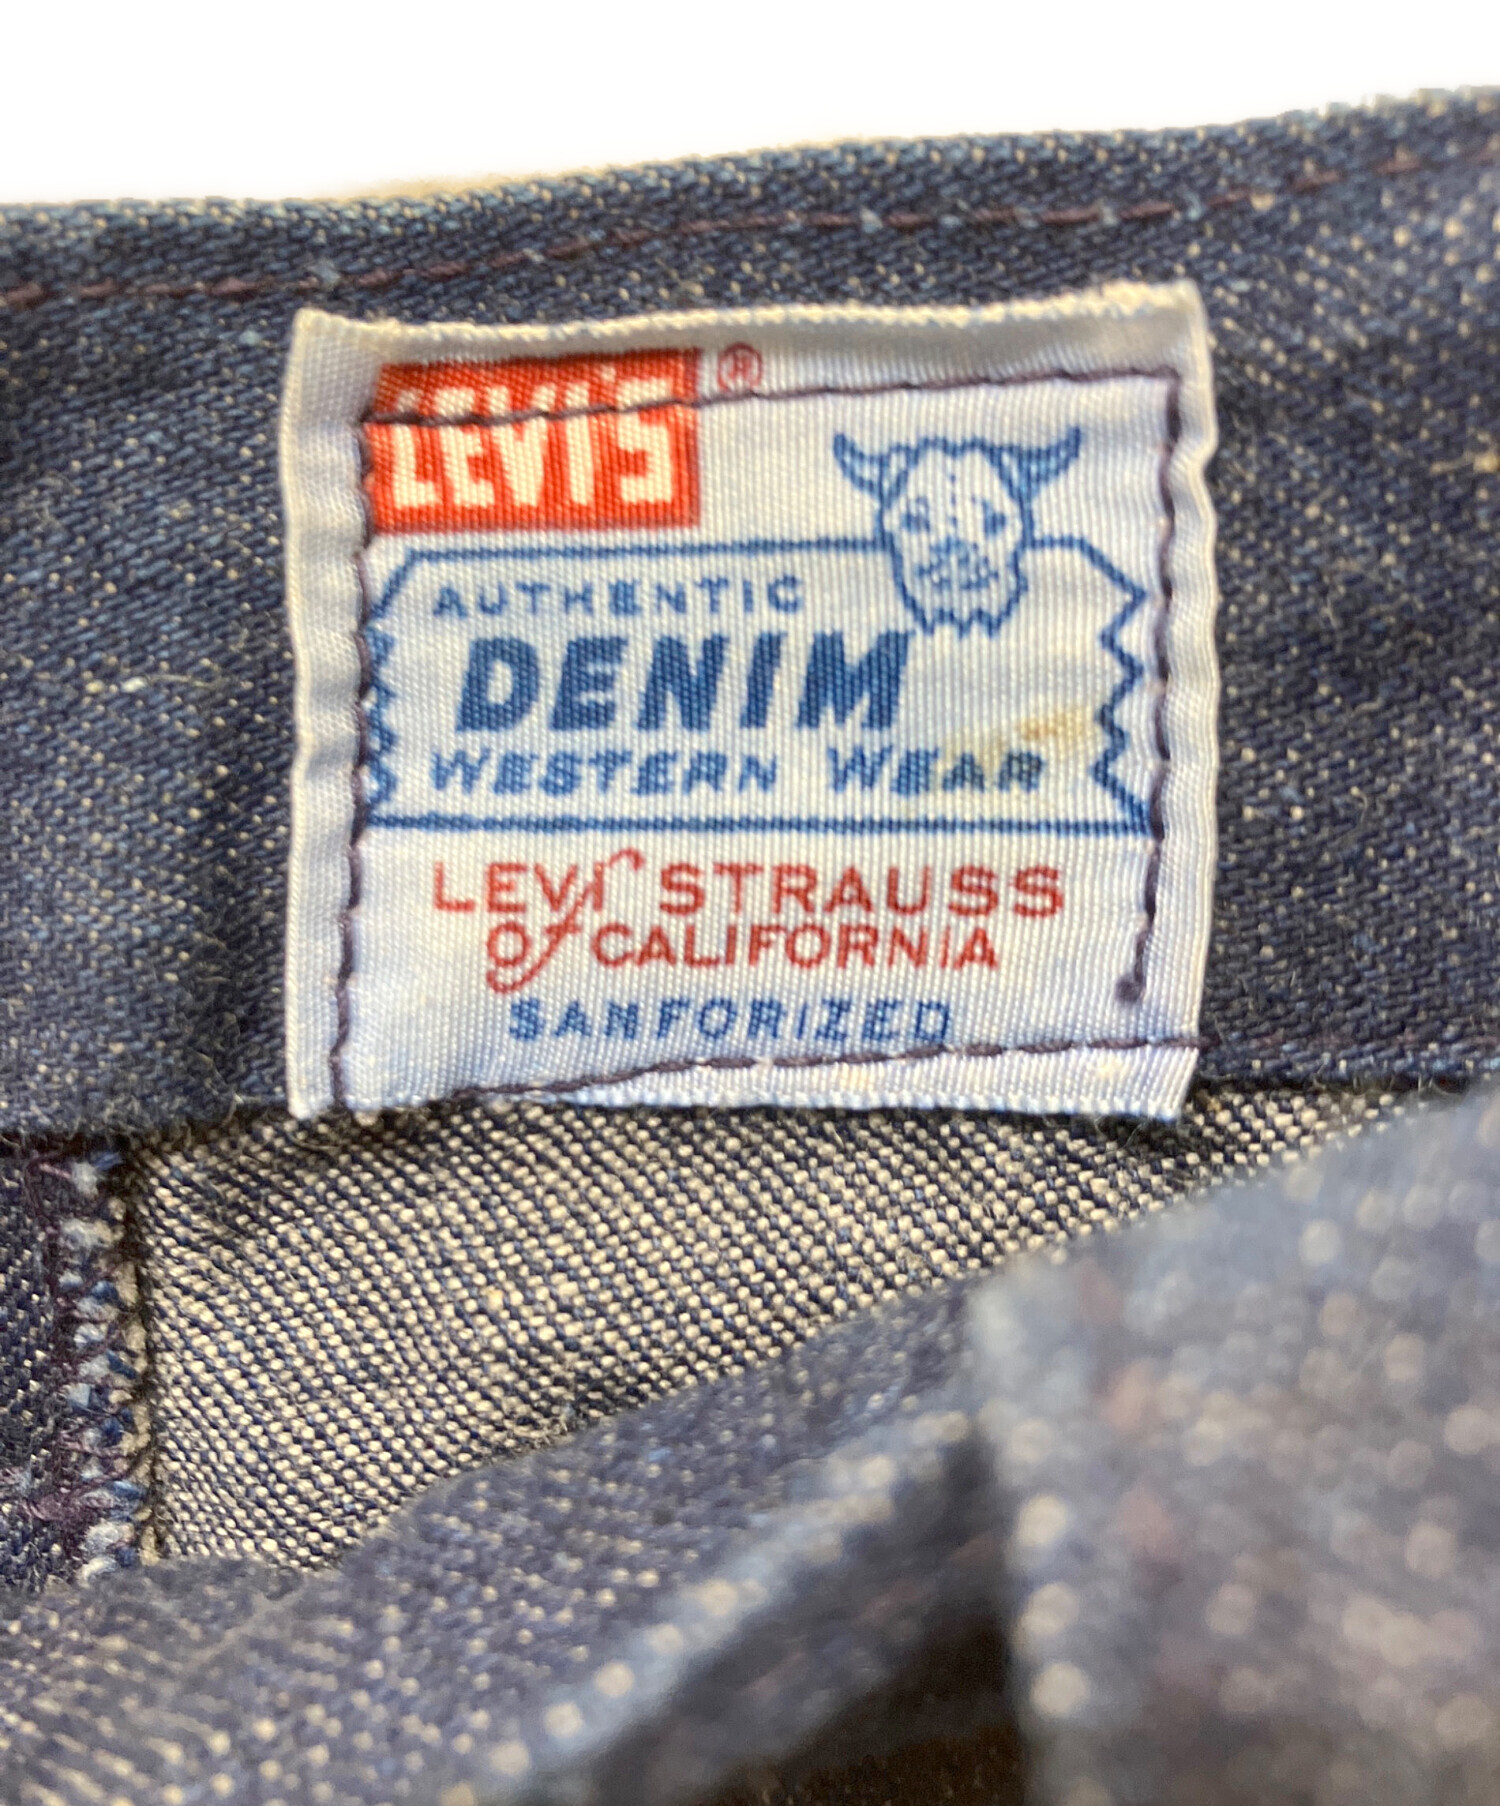 LEVI'S ®
AUTHENTIC
DENIM
WESTERN WEAR
LEVI STRAUSS
of CALIFORNIA
SANFORIZED